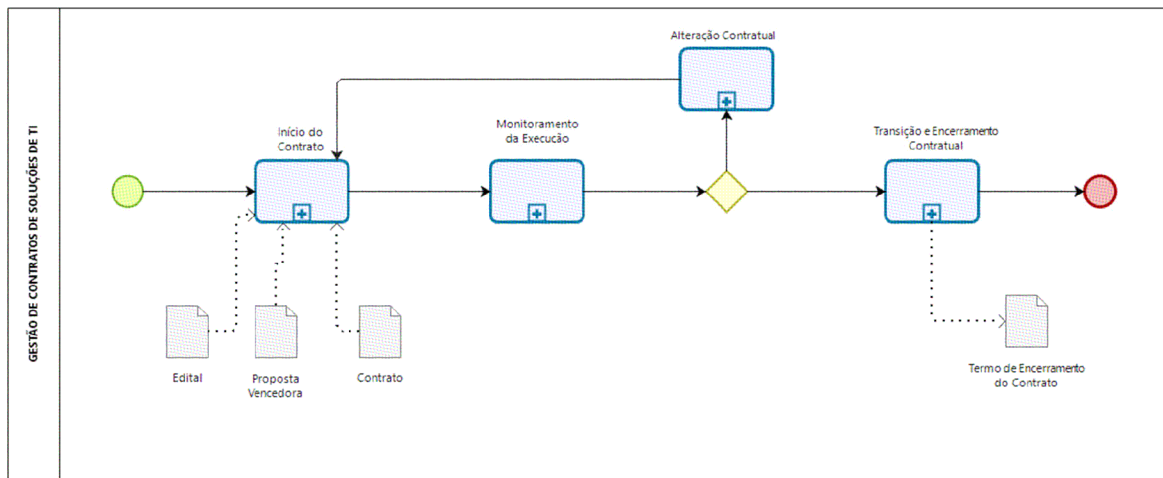 GESTÃO DE CONTRATOS DE SOLUÇÕES DE TI
Alteração Contratual
Início do
Contrato
Monitoramento
da Execução
Transição e Encerramento
Contratual
Edital
Proposta
Vencedora
Contrato
Termo de Encerramento
do Contrato